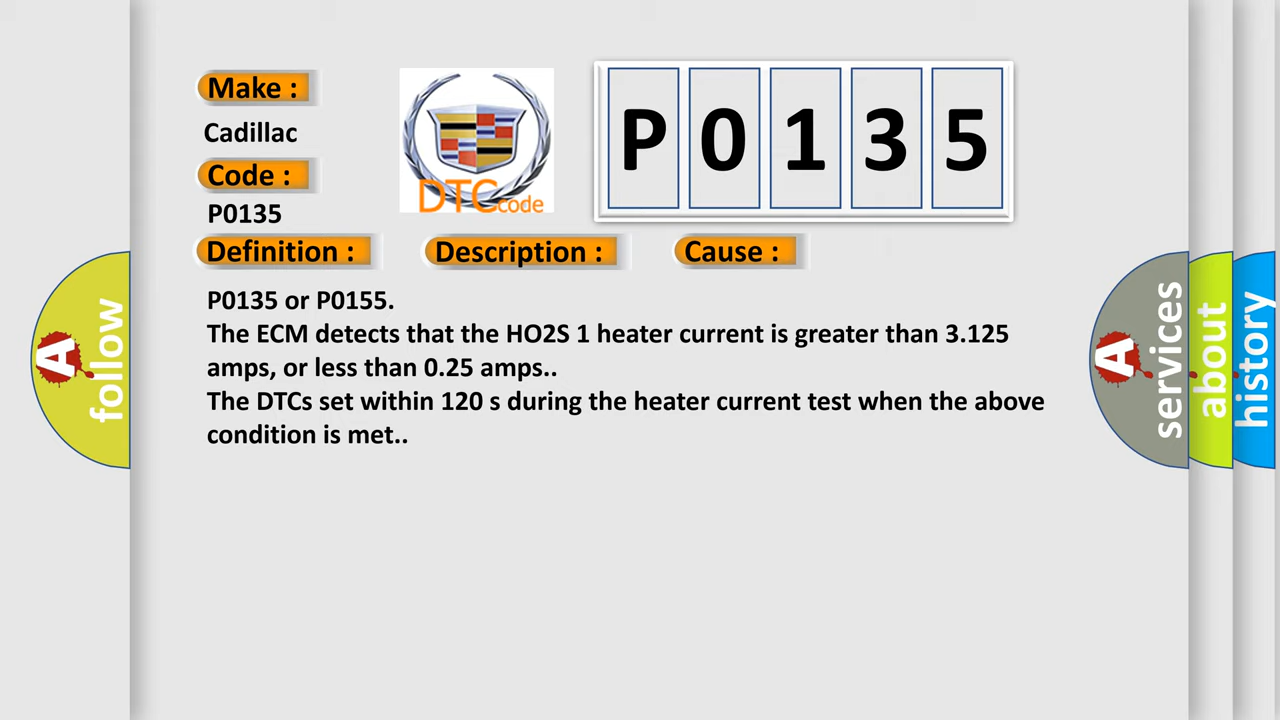 Make :
Cadillac
Code :
P0135
DTCcode
P0135
Definition :
Description :
Cause :
P0135 or P0155.
The ECM detects that the HO2S 1 heater current is greater than 3.125
amps, or less than 0.25 amps..
The DTCs set within 120 s during the heater current test when the above
condition is met..
A follow
A services
about
history